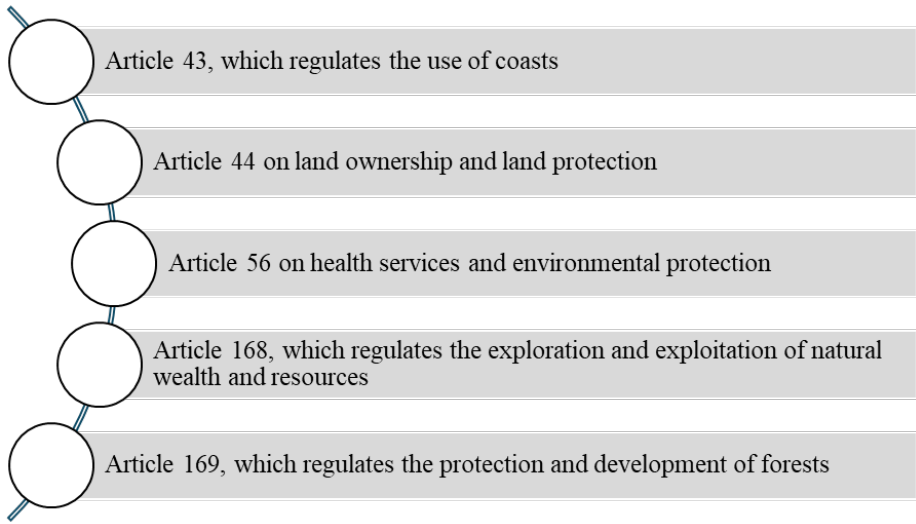 Article 43, which regulates the use of coasts
Article 44 on land ownership and land protection
Article 56 on health services and environmental protection
Article 168, which regulates the exploration and exploitation of natural
wealth and resources
Article 169, which regulates the protection and development of forests